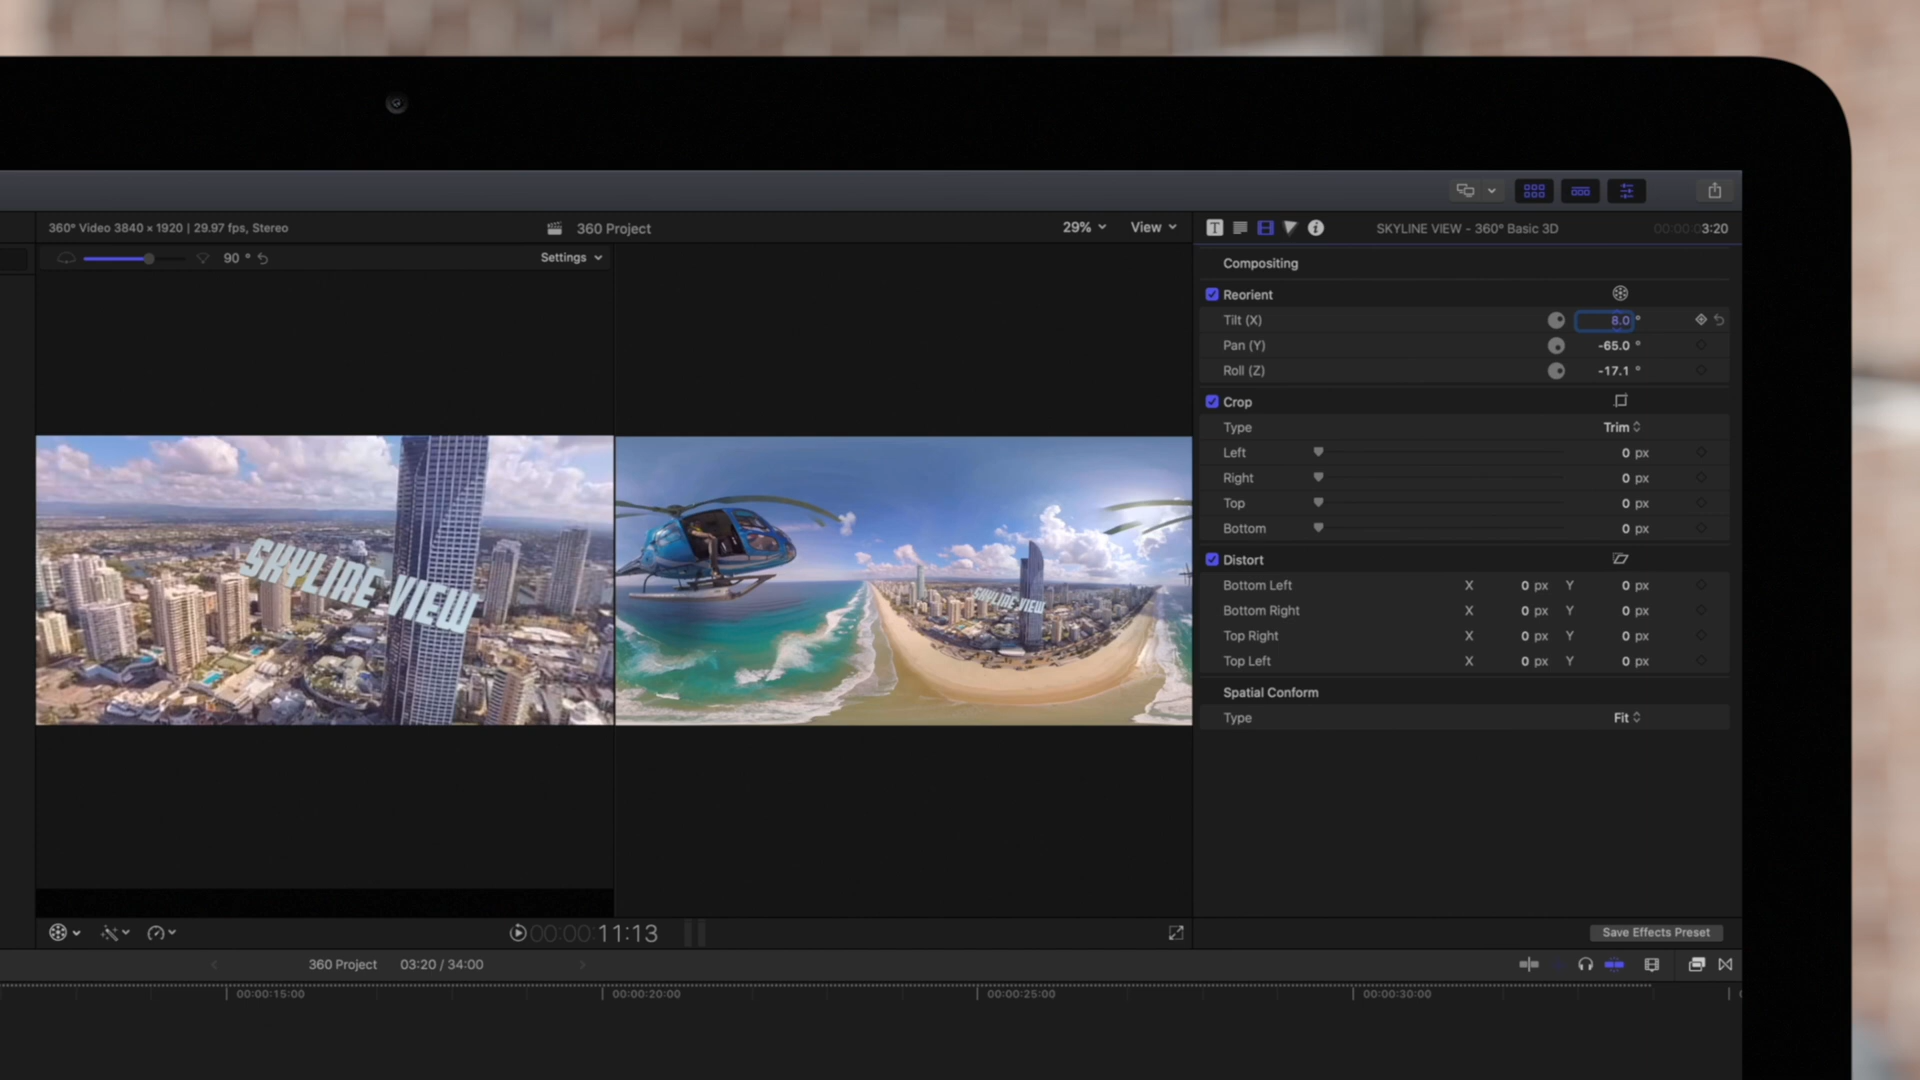 360° Video 3840 × 1920 | 29.97 fps, Stereo
360 Project
29%
View
T
i
SKYLINE VIEW - 360° Basic 3D
00:00:03:20
90 °
Settings
Compositing
Reorient
Tilt (X) 8.0 °
Pan (Y) -65.0 °
Roll (Z) -17.1 °
Crop
Type Trim
Left 0 px
Right 0 px
Top 0 px
Bottom 0 px
Distort
Bottom Left X 0 px Y 0 px
Bottom Right X 0 px Y 0 px
Top Right X 0 px Y 0 px
Top Left X 0 px Y 0 px
Spatial Conform
Type Fit
SKYLINE VIEW
SKYLINE VIEW
00:00:11:13
Save Effects Preset
360 Project 03:20 / 34:00
00:00:15:00
00:00:20:00
00:00:25:00
00:00:30:00